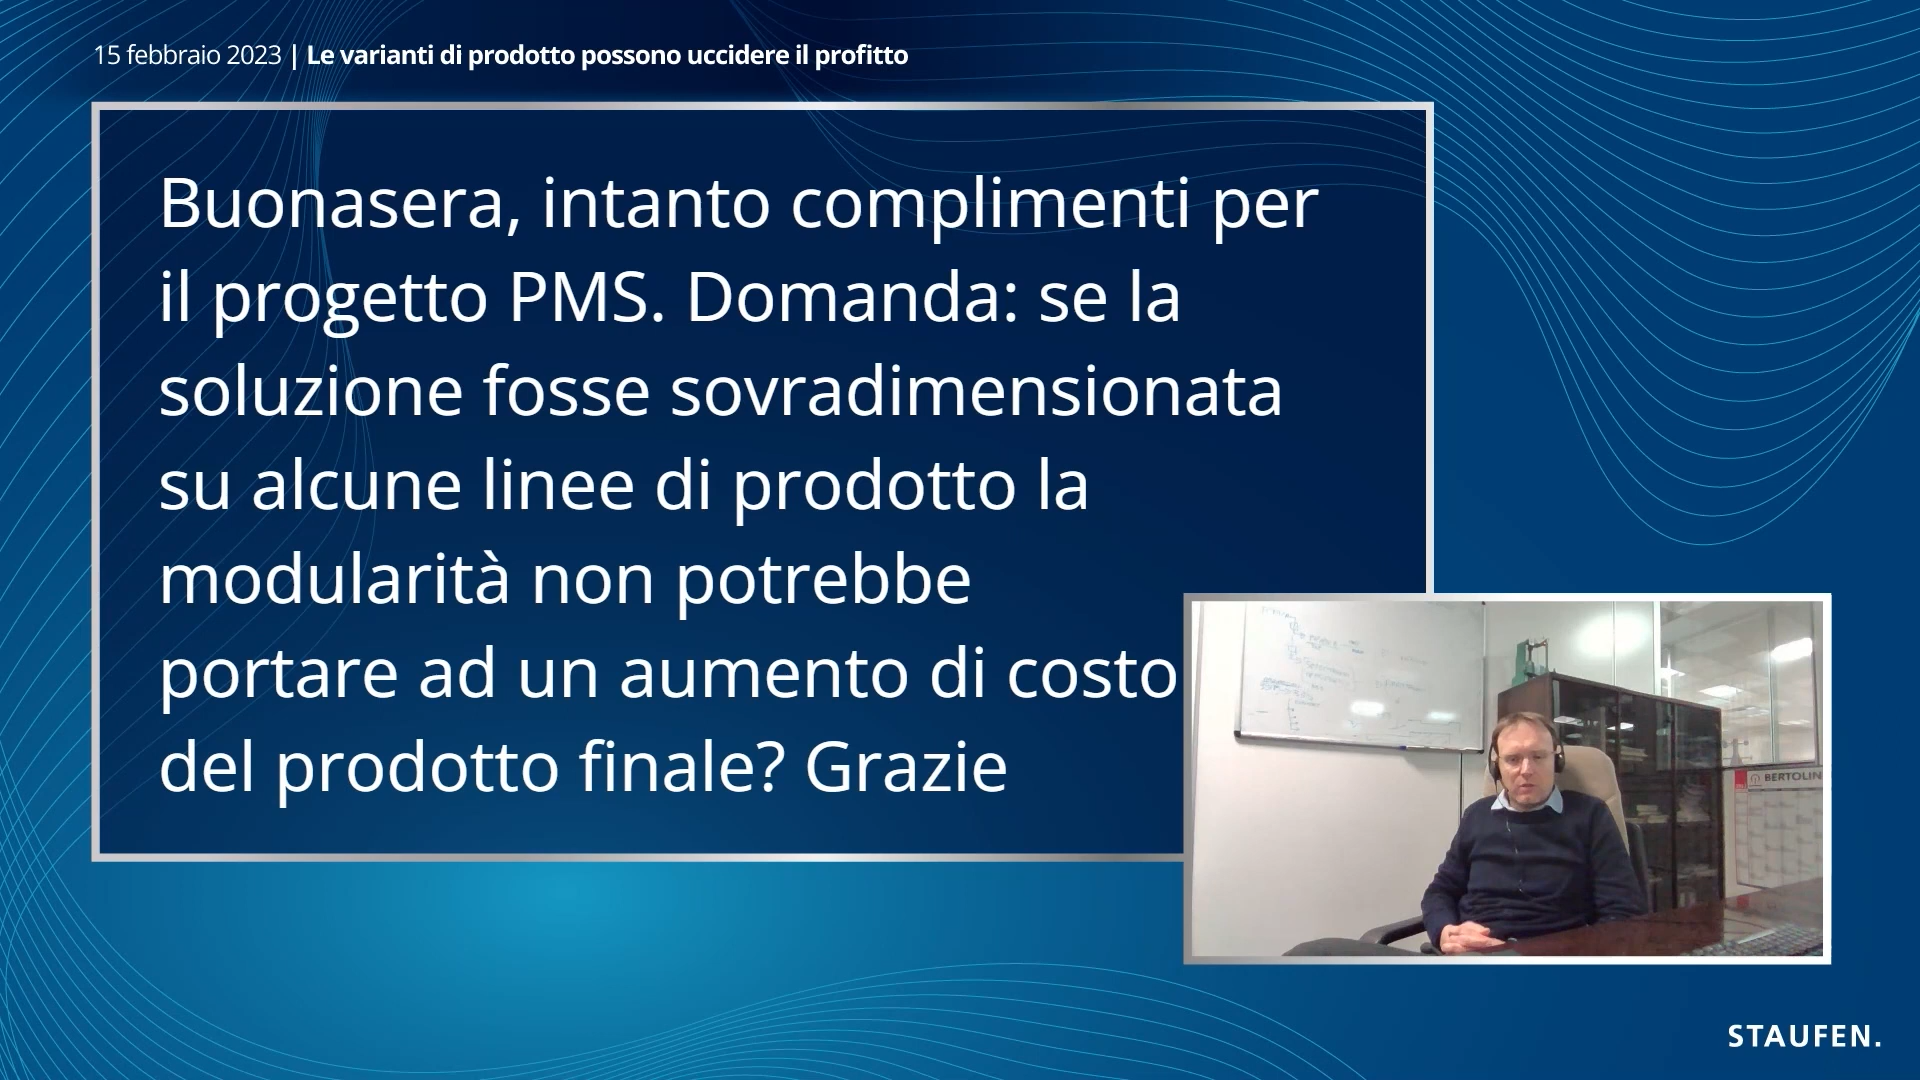 15 febbraio 2023 | Le varianti di prodotto possono uccidere il profitto
Buonasera, intanto complimenti per
il progetto PMS. Domanda: se la
soluzione fosse sovradimensionata
su alcune linee di prodotto la
modularità non potrebbe
portare ad un aumento di costo
del prodotto finale? Grazie
BERTOLIN
STAUFEN.